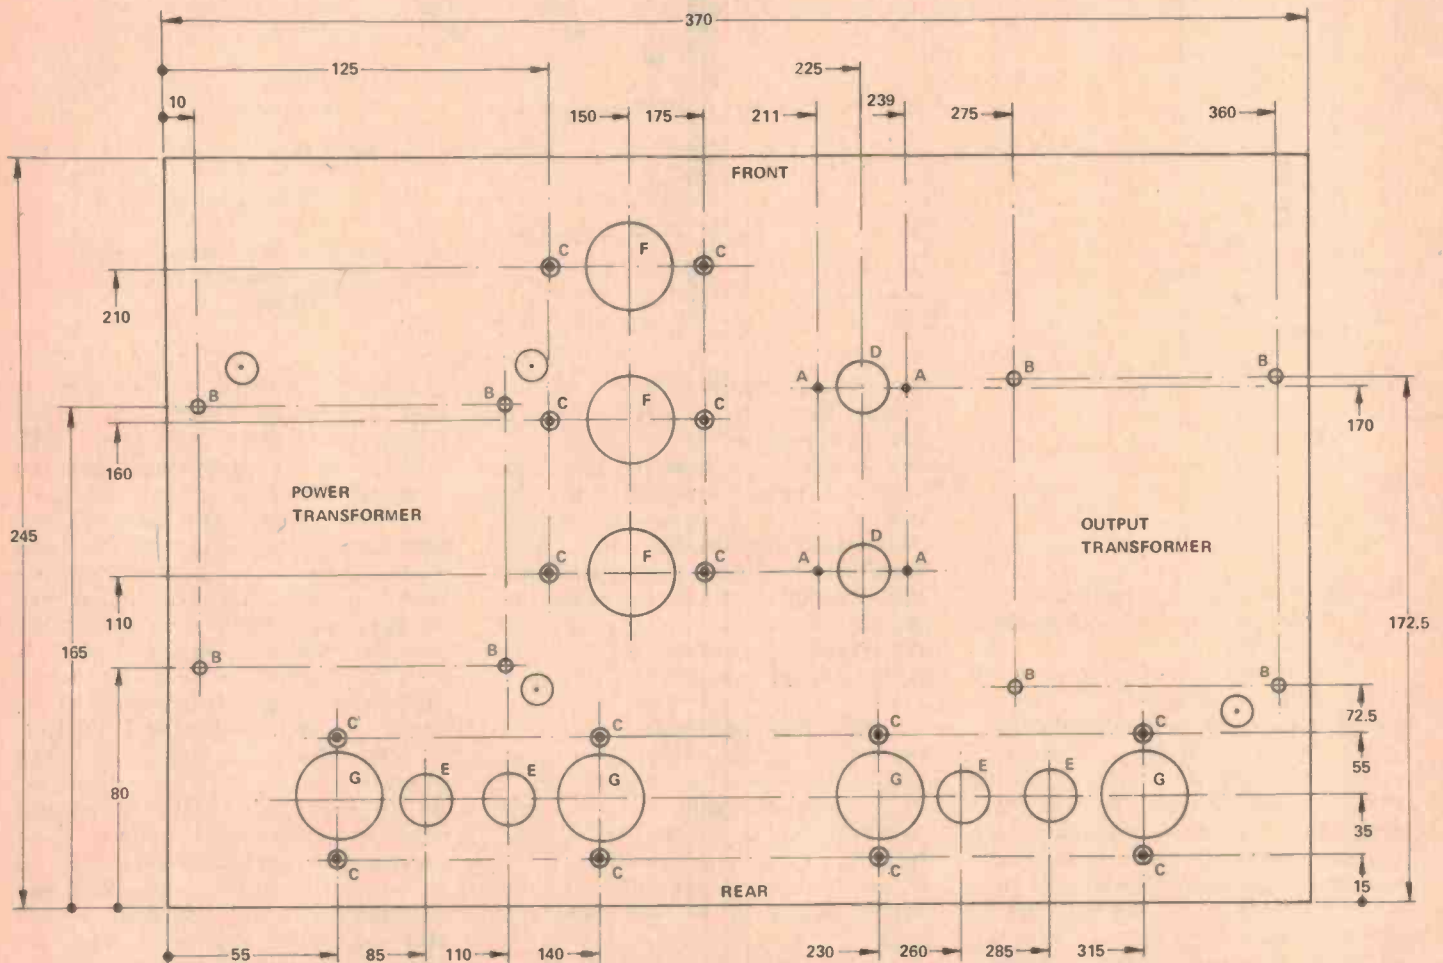 370
125
225
10
150
175
211
239
275
360
FRONT
C F C
210
D
B B A A B B
C F C
170
160
POWER
TRANSFORMER
245
OUTPUT
TRANSFORMER
C F C A D A
110
165
172.5
B B B B
72.5
C C C C
80
G E E G G E E G
55
35
C C C C
REAR
15
55
85
110
140
230
260
285
315